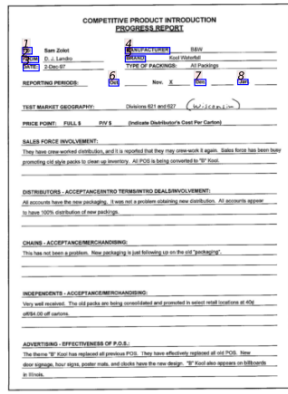 COMPETITIVE PRODUCT INTRODUCTION
PROGRESS REPORT
1 4
TO: Sam Zolot MANUFACTURER: B&W
2 5
FROM: D. J. Landro BRAND: Kool Waterfall
3
DATE: 3-Dec-97 TYPE OF PACKINGS: All Packings
6 7 8
REPORTING PERIODS: Oct. Nov. X Dec. Jan.
TEST MARKET GEOGRAPHY: Divisions 621 and 627 (Wisconsin)
PRICE POINT: FULL $ P/V $ (Indicate Distributor's Cost Per Carton)
SALES FORCE INVOLVEMENT:
They have crew worked distribution, and it is reported that they may crew-work it again. Sales force has been busy
promoting old style packs to clean up inventory. All POS is being converted to "B" Kool.
DISTRIBUTORS - ACCEPTANCE/INTRO TERMS/INTRO DEALS/INVOLVEMENT:
All accounts have the new packaging. It was not a problem obtaining new distribution. All accounts appear
to have 100% distribution of new packings.
CHAINS - ACCEPTANCE/MERCHANDISING:
This has not been a problem. New packaging is just following up on the old "packaging".
INDEPENDENTS - ACCEPTANCE/MERCHANDISING:
Very well received. The old packs are being consolidated and promoted in select retail locations at 40¢
off/$4.00 off cartons.
ADVERTISING - EFFECTIVENESS OF P.O.S.:
The theme "B" Kool has replaced all previous POS. They have effectively replaced all old POS. New
door signage, hour signs, poster mats, and clocks have the new design. "B" Kool also appears on billboards
in Illinois.